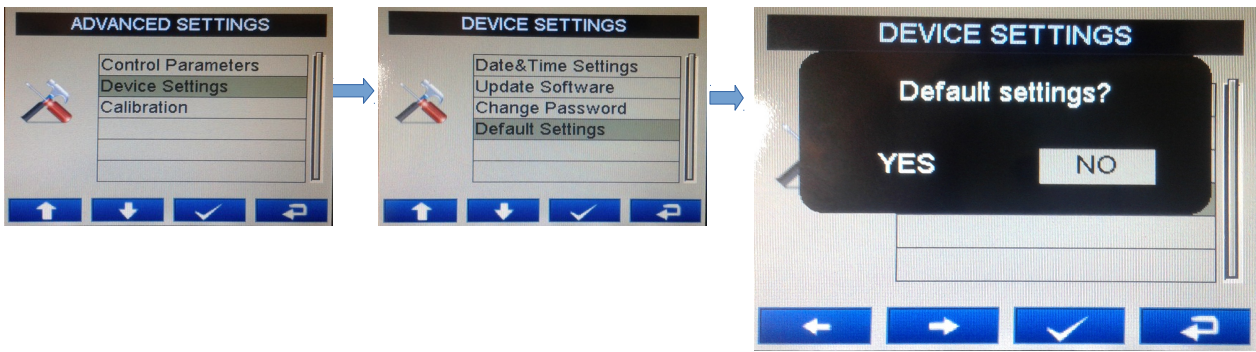 ADVANCED SETTINGS
Control Parameters
Device Settings
Calibration
DEVICE SETTINGS
Date&Time Settings
Update Software
Change Password
Default Settings
DEVICE SETTINGS
Default settings?
YES
NO